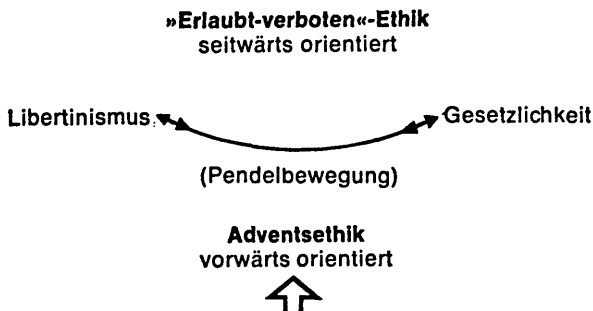 »Erlaubt-verboten«-Ethik
seitwärts orientiert
Libertinismus Gesetzlichkeit
(Pendelbewegung)
Adventsethik
vorwärts orientiert